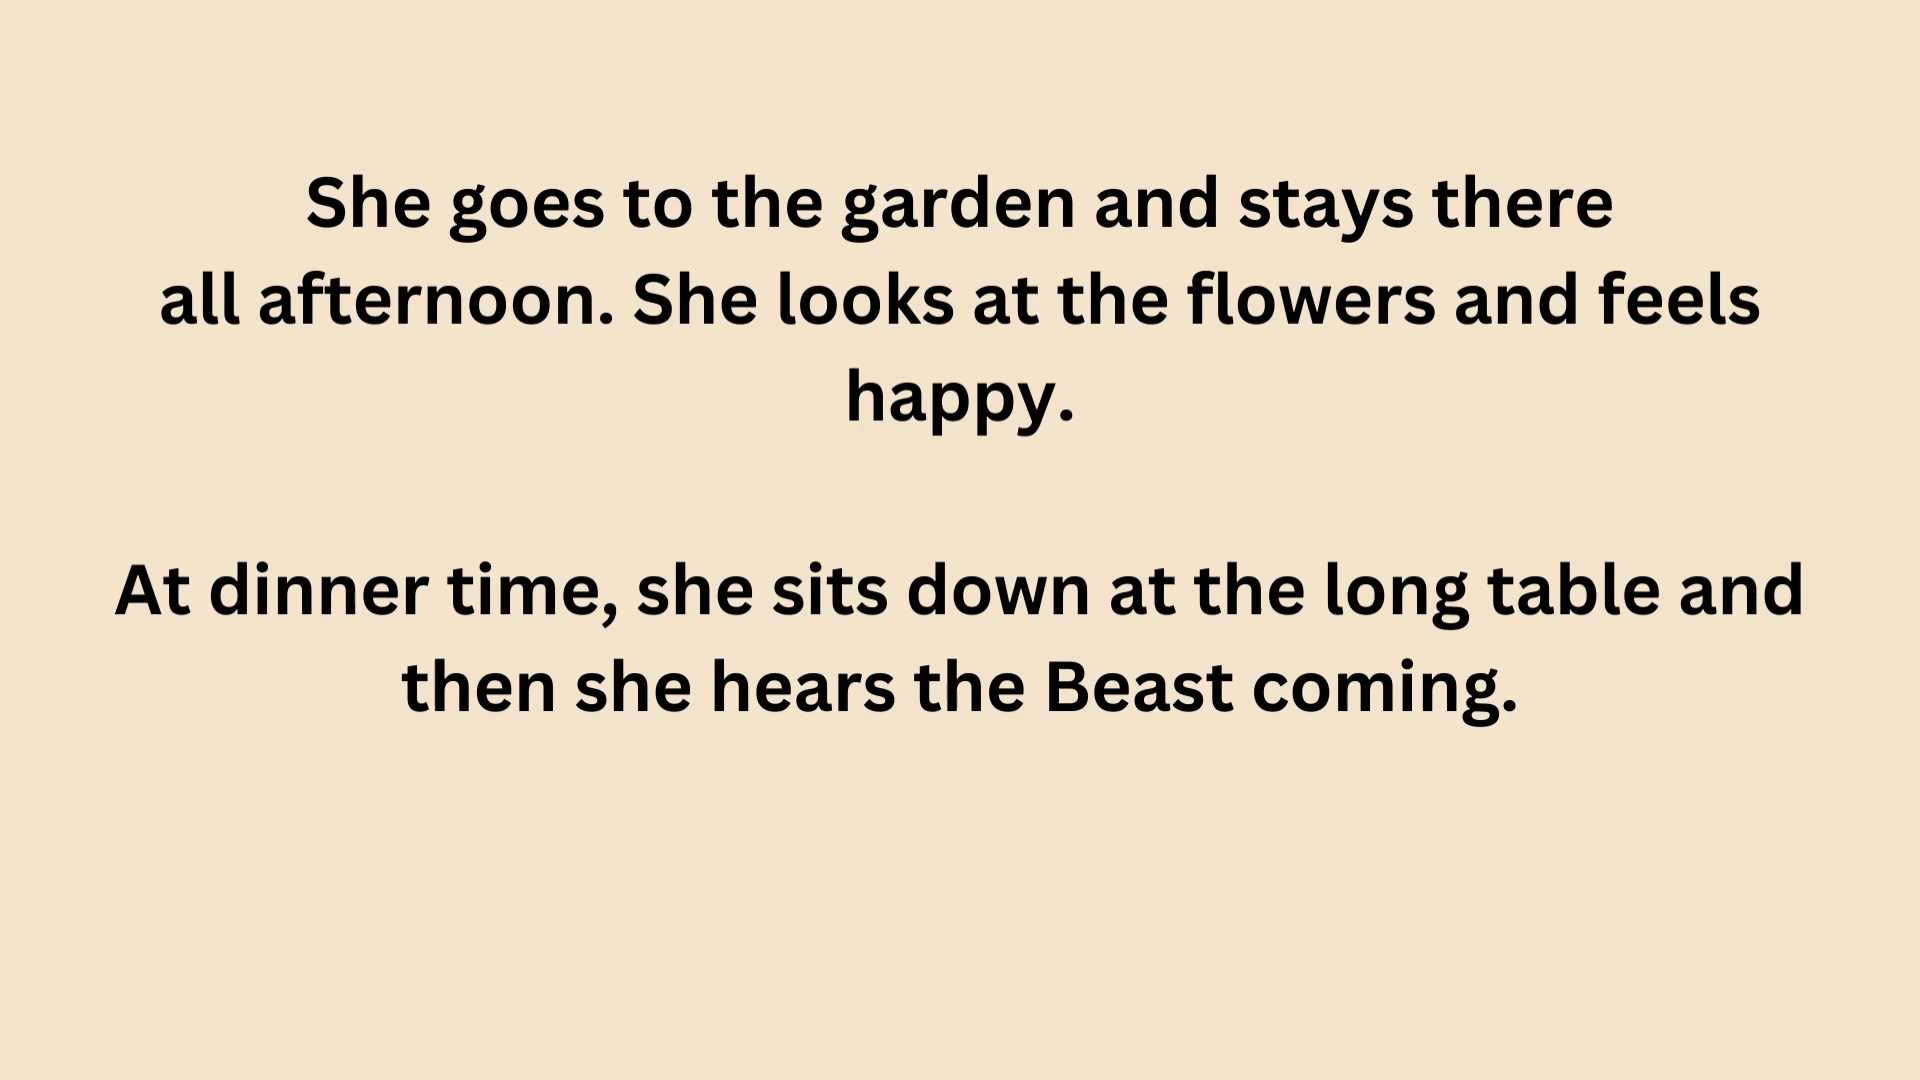 She goes to the garden and stays there
all afternoon. She looks at the flowers and feels
happy.
At dinner time, she sits down at the long table and
then she hears the Beast coming.